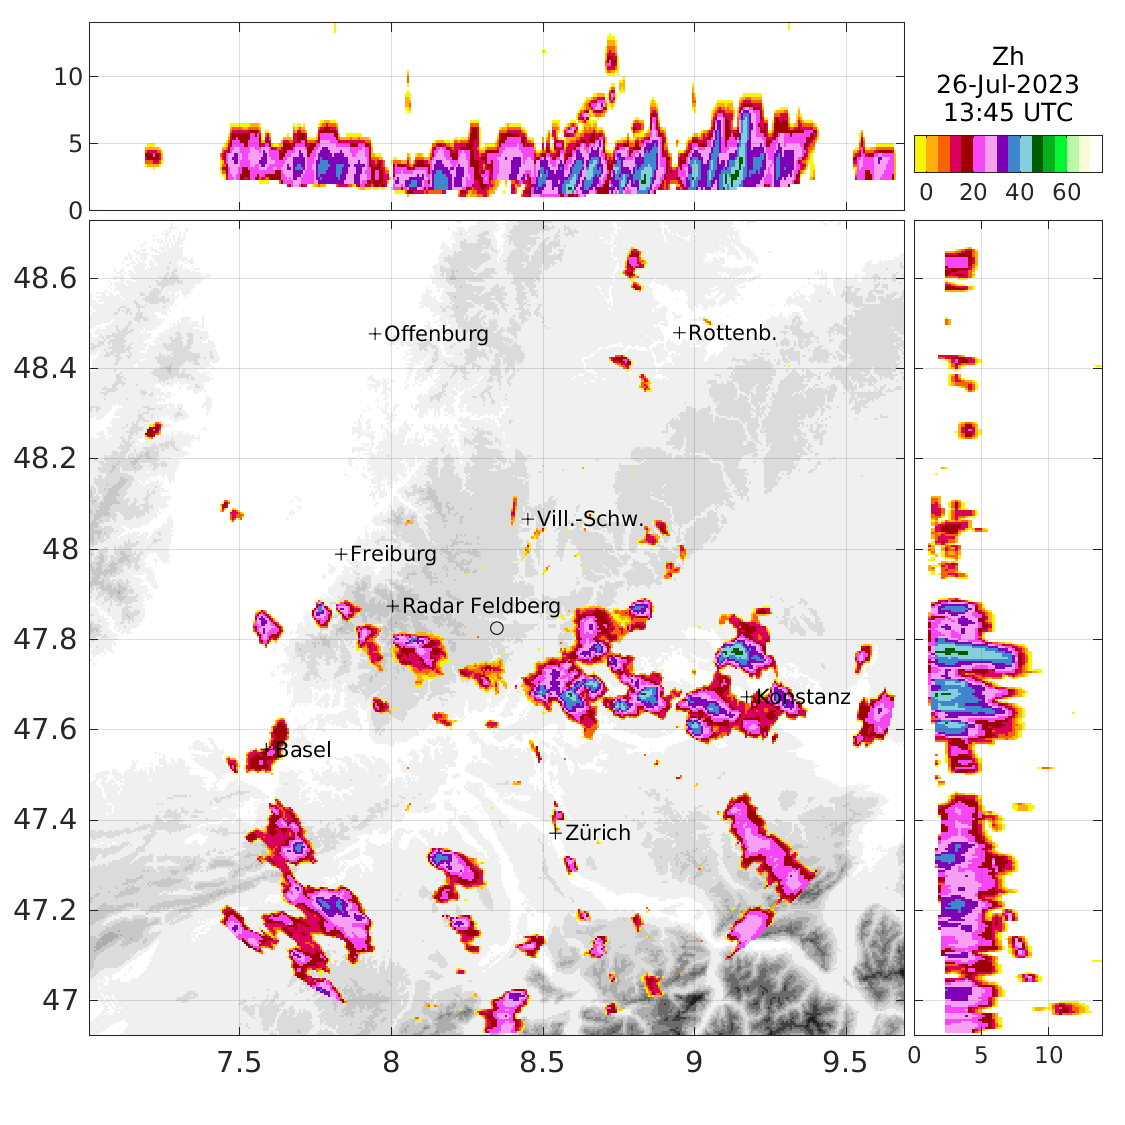 10
5
0
Zh
26-Jul-2023
13:45 UTC
0 20 40 60
48.6
48.4
48.2
48
47.8
47.6
47.4
47.2
47
+Offenburg
+Rottenb.
+Vill.-Schw.
+Freiburg
+Radar Feldberg
+Konstanz
+Basel
+Zürich
7.5 8 8.5 9 9.5
0 5 10